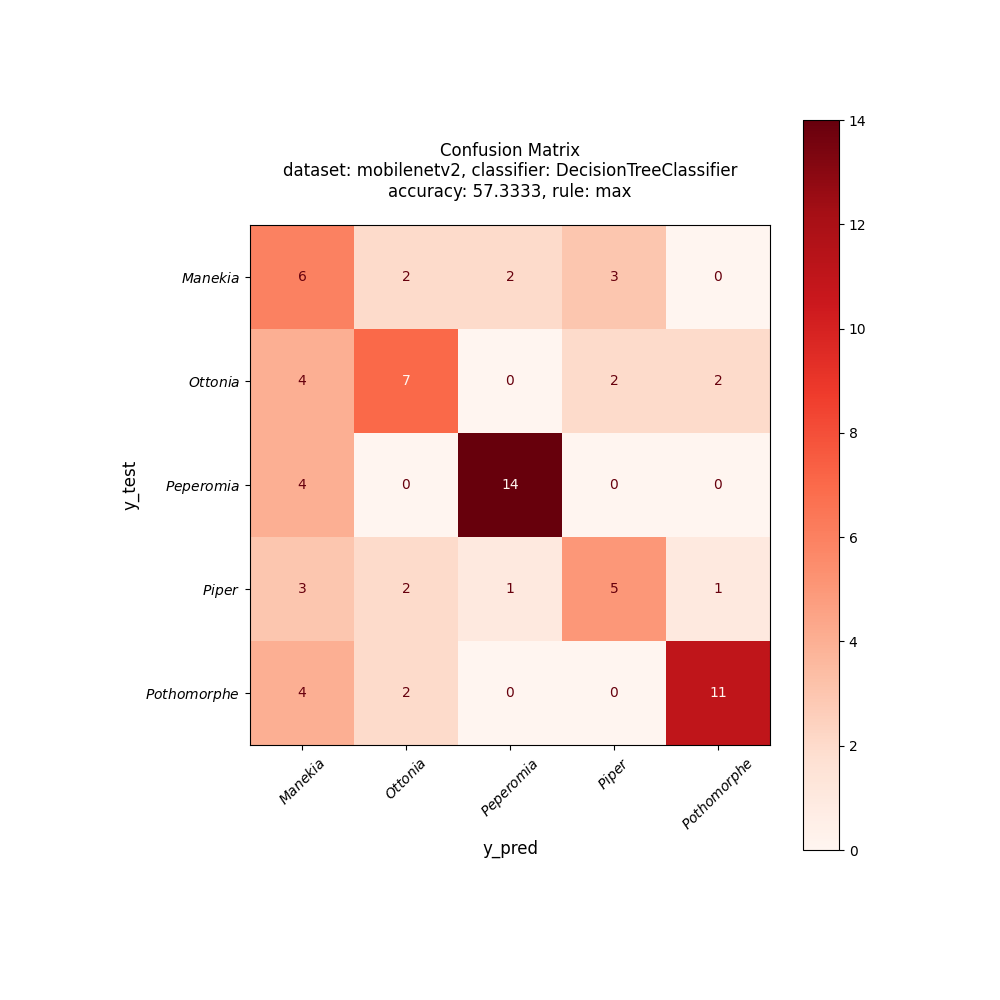 Confusion Matrix
dataset: mobilenetv2, classifier: DecisionTreeClassifier
accuracy: 57.3333, rule: max
Manekia 6 2 2 3 0
Ottonia 4 7 0 2 2
Peperomia 4 0 14 0 0
Piper 3 2 1 5 1
Pothomorphe 4 2 0 0 11
y_test
Manekia Ottonia Peperomia Piper Pothomorphe
y_pred
14
12
10
8
6
4
2
0